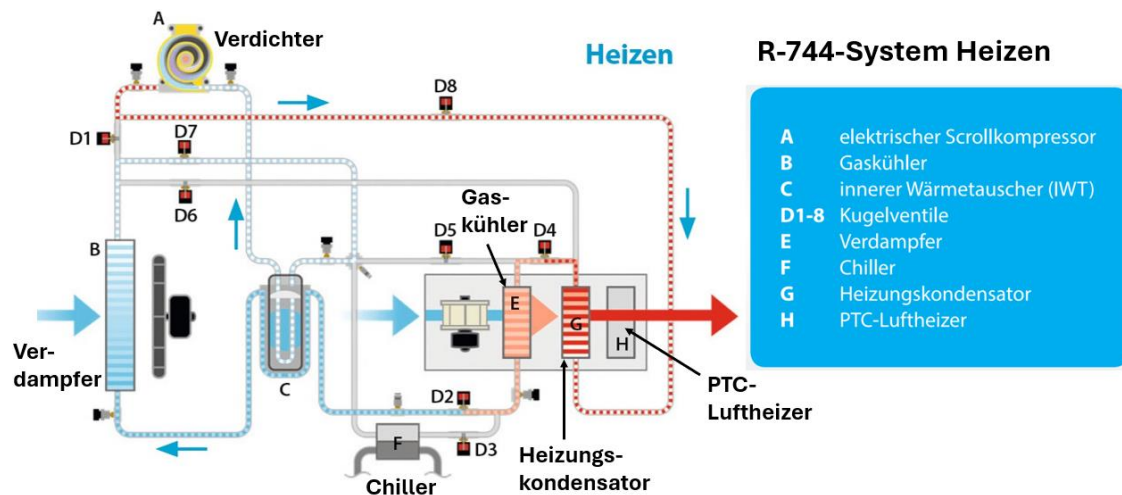 A
Verdichter
Heizen
R-744-System Heizen
D8
D1
D7
D6
Gas-
kühler
B
D5
D4
E
G
H
Ver-
dampfer
C
D2
D3
F
Chiller
Heizungs-
kondensator
PTC-
Luftheizer
A elektrischer Scrollkompressor
B Gaskühler
C innerer Wärmetauscher (IWT)
D1-8 Kugelventile
E Verdampfer
F Chiller
G Heizungskondensator
H PTC-Luftheizer